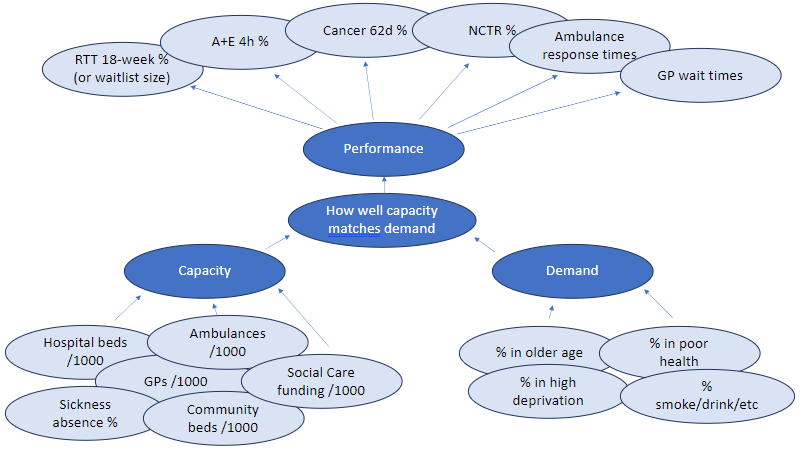 RTT 18-week %
(or waitlist size)
A+E 4h %
Cancer 62d %
NCTR %
Ambulance
response times
GP wait times
Performance
How well capacity
matches demand
Capacity
Demand
Hospital beds
/1000
Ambulances
/1000
GPs /1000
Social Care
funding /1000
Sickness
absence %
Community
beds /1000
% in older age
% in poor
health
% in high
deprivation
%
smoke/drink/etc